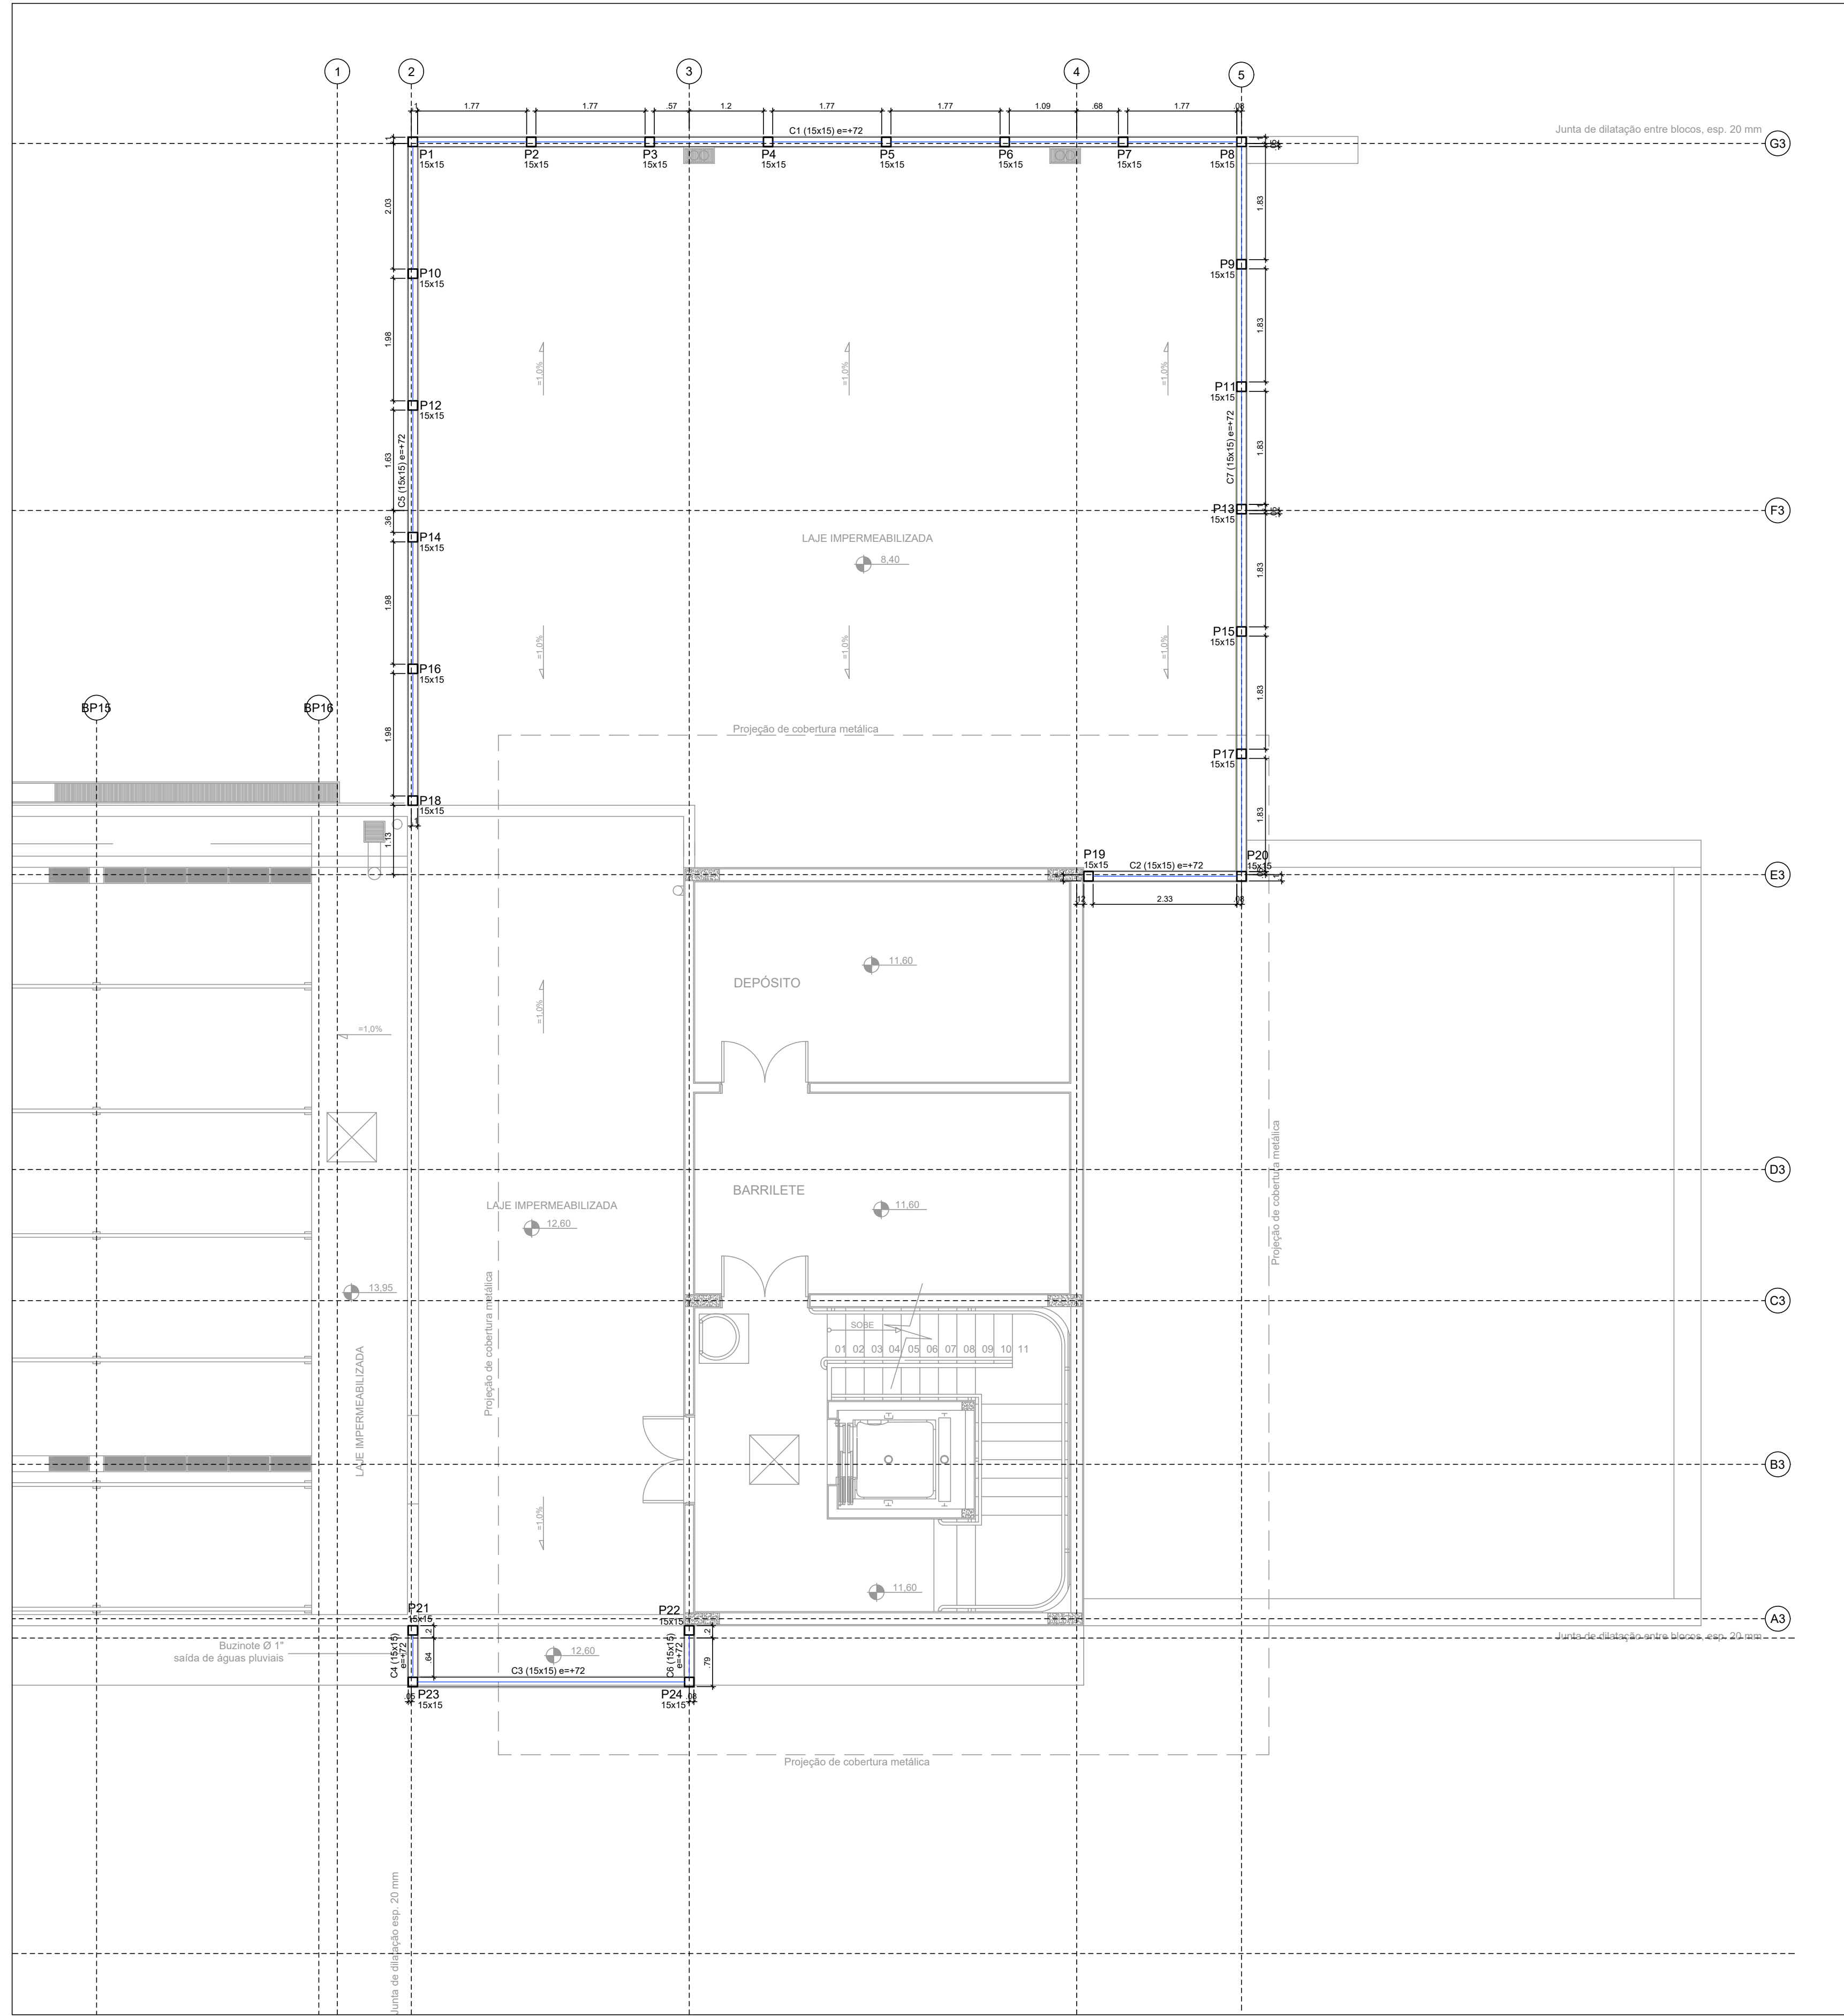 1
2
3
4
5
.1
1.77
1.77
.57
1.2
1.77
1.77
1.09
.68
1.77
.08
C1 (15x15) e=+72
Junta de dilatação entre blocos, esp. 20 mm
G3
P1
15x15
P2
15x15
P3
15x15
P4
15x15
P5
15x15
P6
15x15
P7
15x15
P8
15x15
2.03
1.83
P9
15x15
P10
15x15
1.98
1.83
=1,0%
=1,0%
=1,0%
P11
15x15
P12
15x15
1.63
C5 (15x15) e=+72
C7 (15x15) e=+72
1.83
P13
15x15
F3
.36
P14
15x15
LAJE IMPERMEABILIZADA
8,40
1.83
1.98
=1,0%
=1,0%
=1,0%
P15
15x15
P16
15x15
1.83
BP15
BP16
1.98
Projeção de cobertura metálica
P17
15x15
P18
15x15
1.83
.1
1.13
P19
15x15
C2 (15x15) e=+72
P20
15x15
E3
.12
2.33
.08
11,60
DEPÓSITO
=1,0%
=1,0%
Projeção de cobertura metálica
D3
BARRILETE
LAJE IMPERMEABILIZADA
12,60
11,60
13,95
Projeção de cobertura metálica
C3
SOBE
01 02 03 04 05 06 07 08 09 10 11
LAJE IMPERMEABILIZADA
B3
=1,0%
11,60
P21
15x15
P22
15x15
A3
Junta de dilatação entre blocos, esp. 20 mm
Buzinote Ø 1"
saída de águas pluviais
C4 (15x15)
e=+72
.2
.64
12,60
C6 (15x15)
e=+72
.2
.79
C3 (15x15) e=+72
P23
15x15
P24
15x15
.08
Projeção de cobertura metálica
Junta de dilatação esp. 20 mm